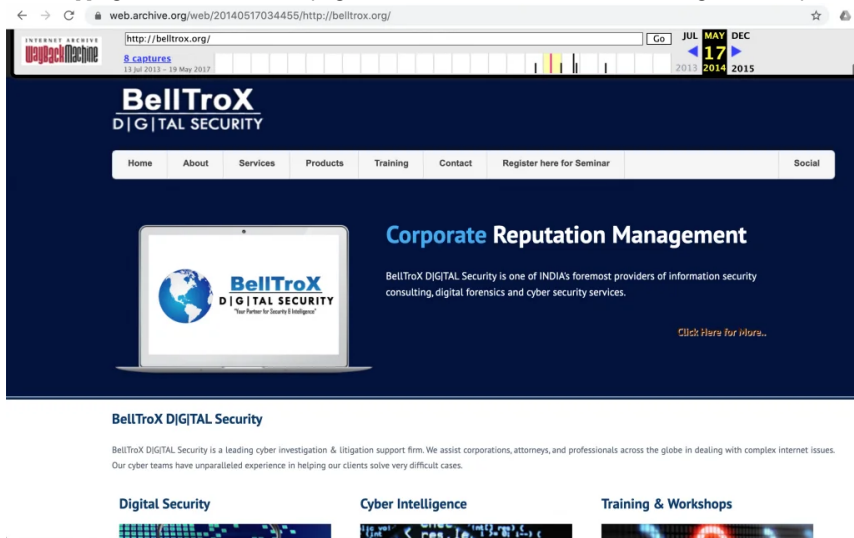 web.archive.org/web/20140517034455/http://belltrox.org/
INTERNET ARCHIVE
WayBackMachine
http://belltrox.org/
Go
JUL MAY DEC
8 captures
13 Jul 2013 – 19 May 2017
17
2013 2014 2015
BellTroX
D|G|TAL SECURITY
Home About Services Products Training Contact Register here for Seminar Social
Corporate Reputation Management
BellTroX D|G|TAL Security is one of INDIA's foremost providers of information security
consulting, digital forensics and cyber security services.
BellTroX
D|G|TAL SECURITY
"Your Partner for Security & Intelligence"
Click Here for More..
BellTroX D|G|TAL Security
BellTroX D|G|TAL Security is a leading cyber investigation & litigation support firm. We assist corporations, attorneys, and professionals across the globe in dealing with complex internet issues.
Our cyber teams have unparalleled experience in helping our clients solve very difficult cases.
Digital Security Cyber Intelligence Training & Workshops